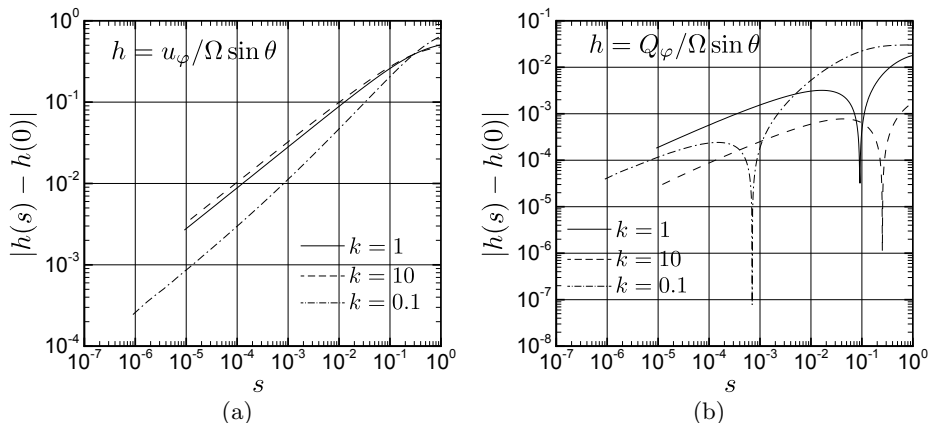 h = u_φ/Ω sin θ
|h(s) − h(0)|
10^0
10^-1
10^-2
10^-3
10^-4
k = 1
k = 10
k = 0.1
10^-7 10^-6 10^-5 10^-4 10^-3 10^-2 10^-1 10^0
s
(a)
h = Q_φ/Ω sin θ
|h(s) − h(0)|
10^-1
10^-2
10^-3
10^-4
10^-5
10^-6
10^-7
10^-8
k = 1
k = 10
k = 0.1
10^-7 10^-6 10^-5 10^-4 10^-3 10^-2 10^-1 10^0
s
(b)